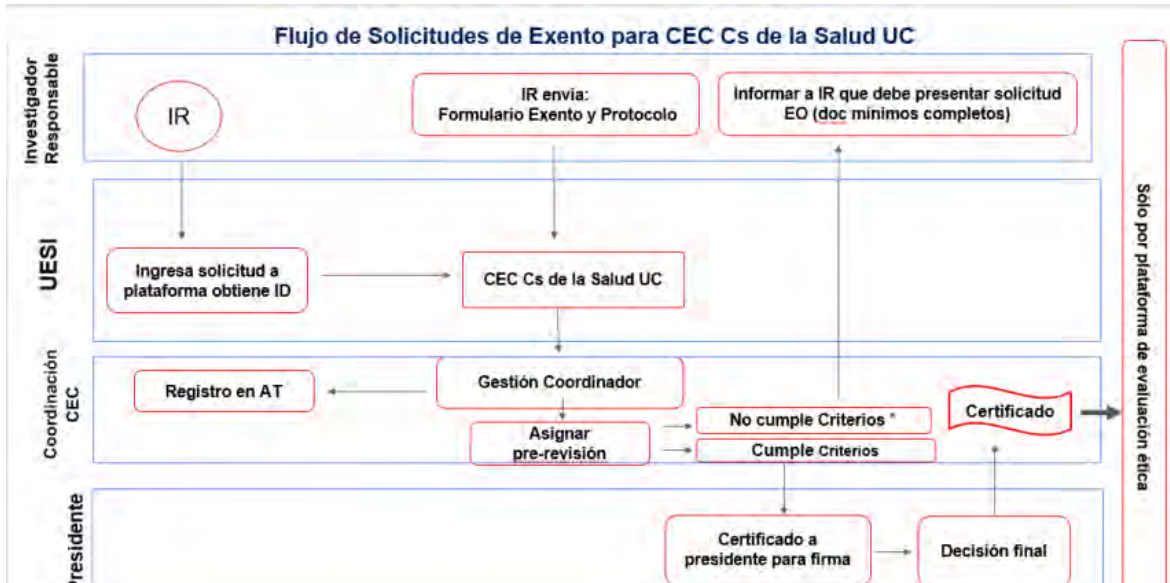 Flujo de Solicitudes de Exento para CEC Cs de la Salud UC
Investigador
Responsable
IR
IR envia:
Formulario Exento y Protocolo
Informar a IR que debe presentar solicitud
EO (doc mínimos completos)
UESI
Ingresa solicitud a
plataforma obtiene ID
CEC Cs de la Salud UC
Coordinación
CEC
Registro en AT
Gestión Coordinador
Asignar
pre-revisión
No cumple Criterios *
Cumple Criterios
Certificado
Presidente
Certificado a
presidente para firma
Decisión final
Sólo por plataforma de evaluación ética